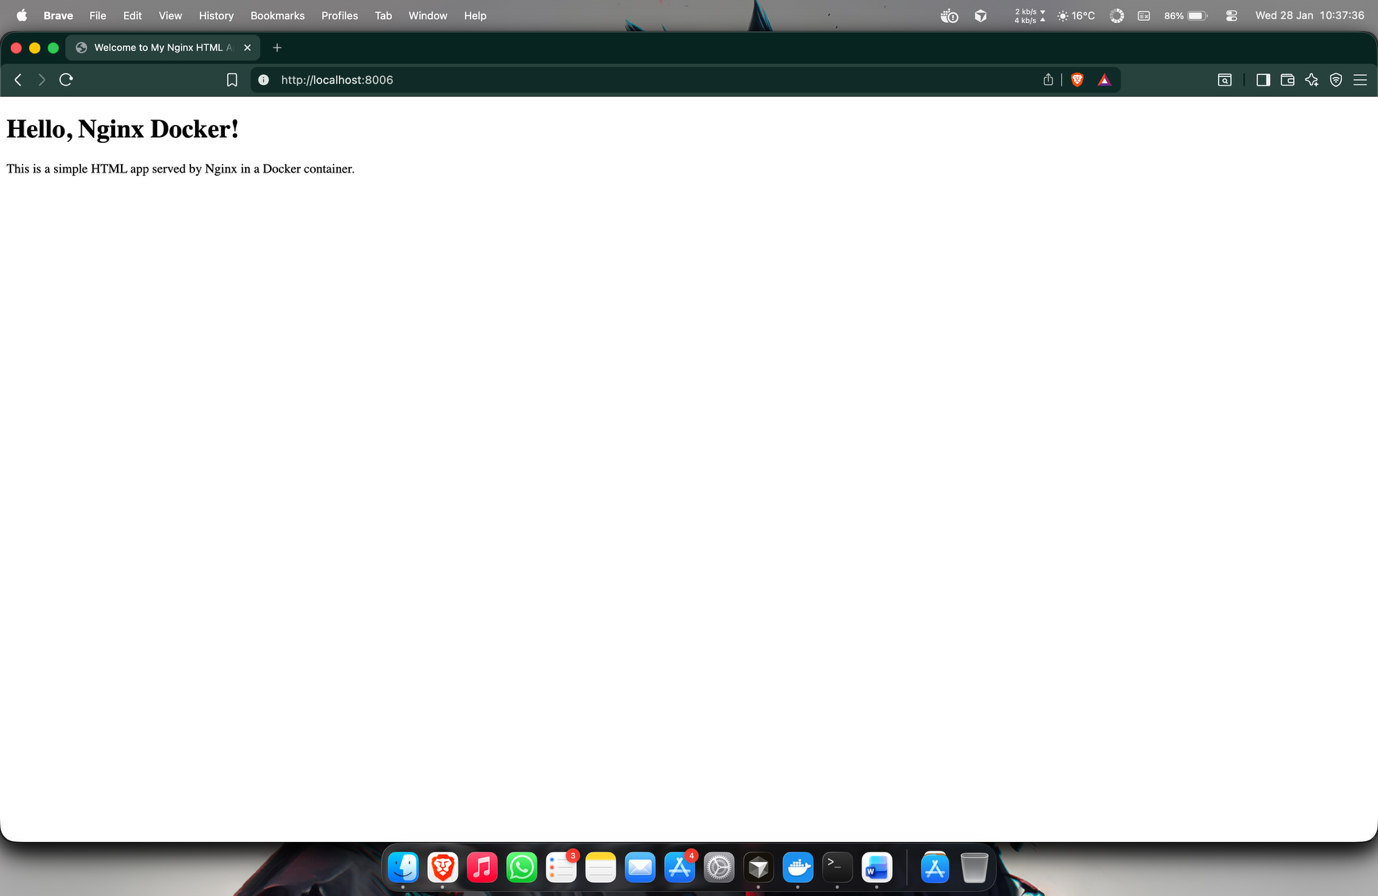 Brave File Edit View History Bookmarks Profiles Tab Window Help 2 kb/s 4 kb/s 16°C 86% Wed 28 Jan 10:37:36
Welcome to My Nginx HTML A
http://localhost:8006
Hello, Nginx Docker!
This is a simple HTML app served by Nginx in a Docker container.
3 4 >_ W